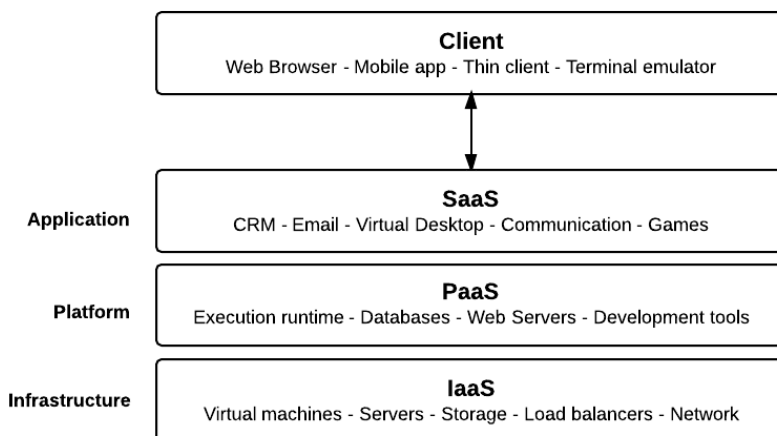 Client
Web Browser - Mobile app - Thin client - Terminal emulator
Application
SaaS
CRM - Email - Virtual Desktop - Communication - Games
Platform
PaaS
Execution runtime - Databases - Web Servers - Development tools
Infrastructure
IaaS
Virtual machines - Servers - Storage - Load balancers - Network